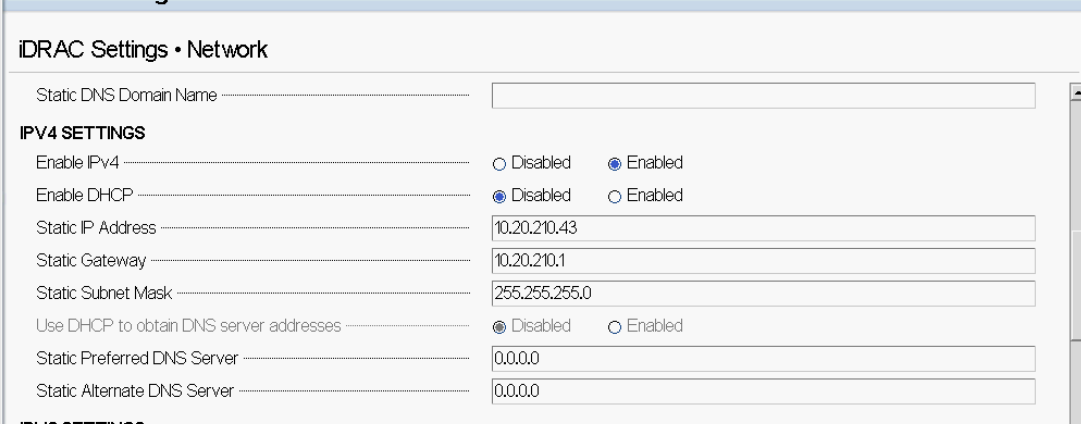 iDRAC Settings • Network
Static DNS Domain Name
IPV4 SETTINGS
Enable IPv4 Disabled Enabled
Enable DHCP Disabled Enabled
Static IP Address 10.20.210.43
Static Gateway 10.20.210.1
Static Subnet Mask 255.255.255.0
Use DHCP to obtain DNS server addresses Disabled Enabled
Static Preferred DNS Server 0.0.0.0
Static Alternate DNS Server 0.0.0.0